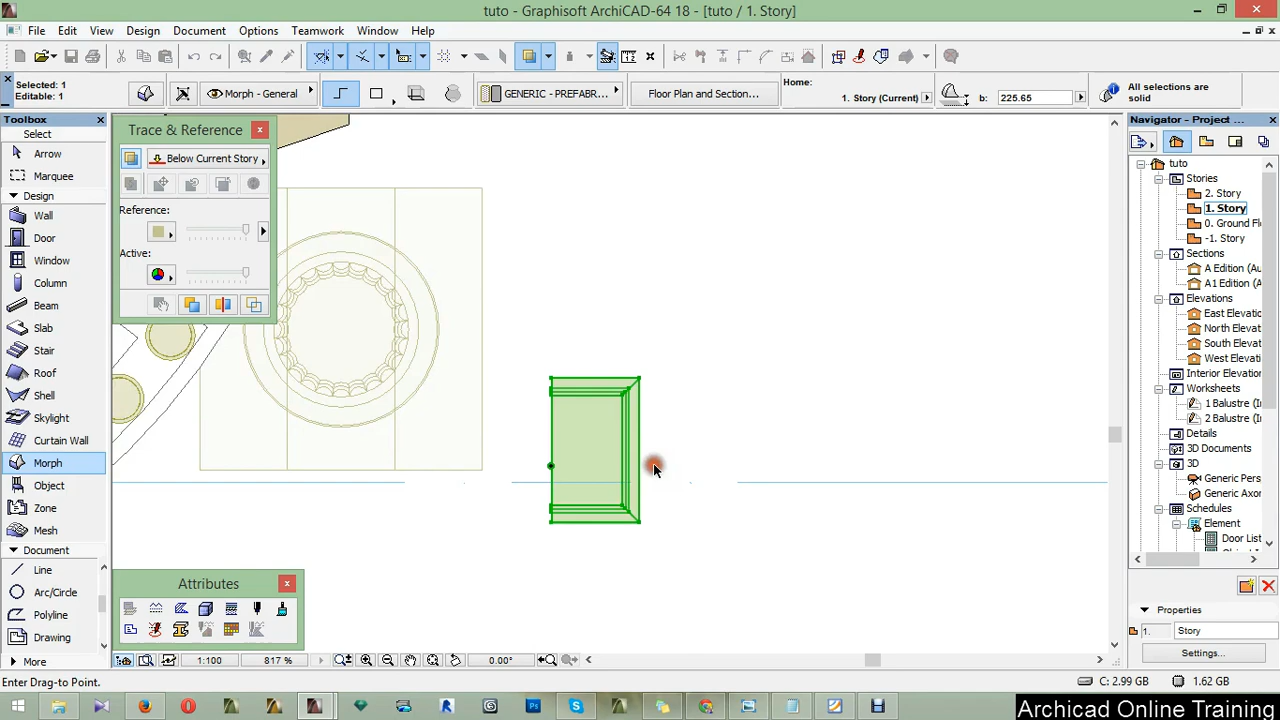 tuto - Graphisoft ArchiCAD-64 18 - [tuto / 1. Story]
File Edit View Design Document Options Teamwork Window Help
Selected: 1
Editable: 1
Morph - General
GENERIC - PREFABR...
Floor Plan and Section...
Home:
1. Story (Current)
b: 225.65
All selections are
solid
Toolbox
Select
Arrow
Marquee
Design
Wall
Door
Window
Column
Beam
Slab
Stair
Roof
Shell
Skylight
Curtain Wall
Morph
Object
Zone
Mesh
Document
Line
Arc/Circle
Polyline
Drawing
More
Trace & Reference
Below Current Story
Reference:
Active:
Attributes
Navigator - Project ...
tuto
Stories
2. Story
1. Story
0. Ground Fl
-1. Story
Sections
A Edition (Au
A1 Edition (A
Elevations
East Elevatio
North Elevat
South Elevat
West Elevati
Interior Elevation
Worksheets
1 Balustre (In
2 Balustre (In
Details
3D Documents
3D
Generic Pers
Generic Axo
Schedules
Element
Door List
Properties
1. Story
Settings...
1:100
817 %
0.00°
Enter Drag-to Point.
C: 2.99 GB
1.62 GB
Archicad Online Training